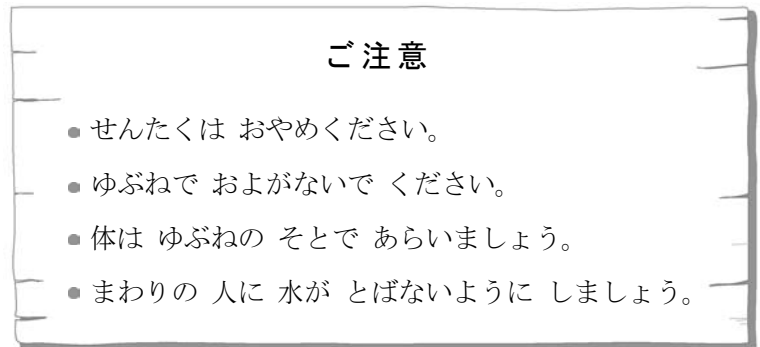 ご注意
せんたくは おやめください。
ゆぶねで およがないで ください。
体は ゆぶねの そとで あらいましょう。
まわりの 人に 水が とばないように しましょう。